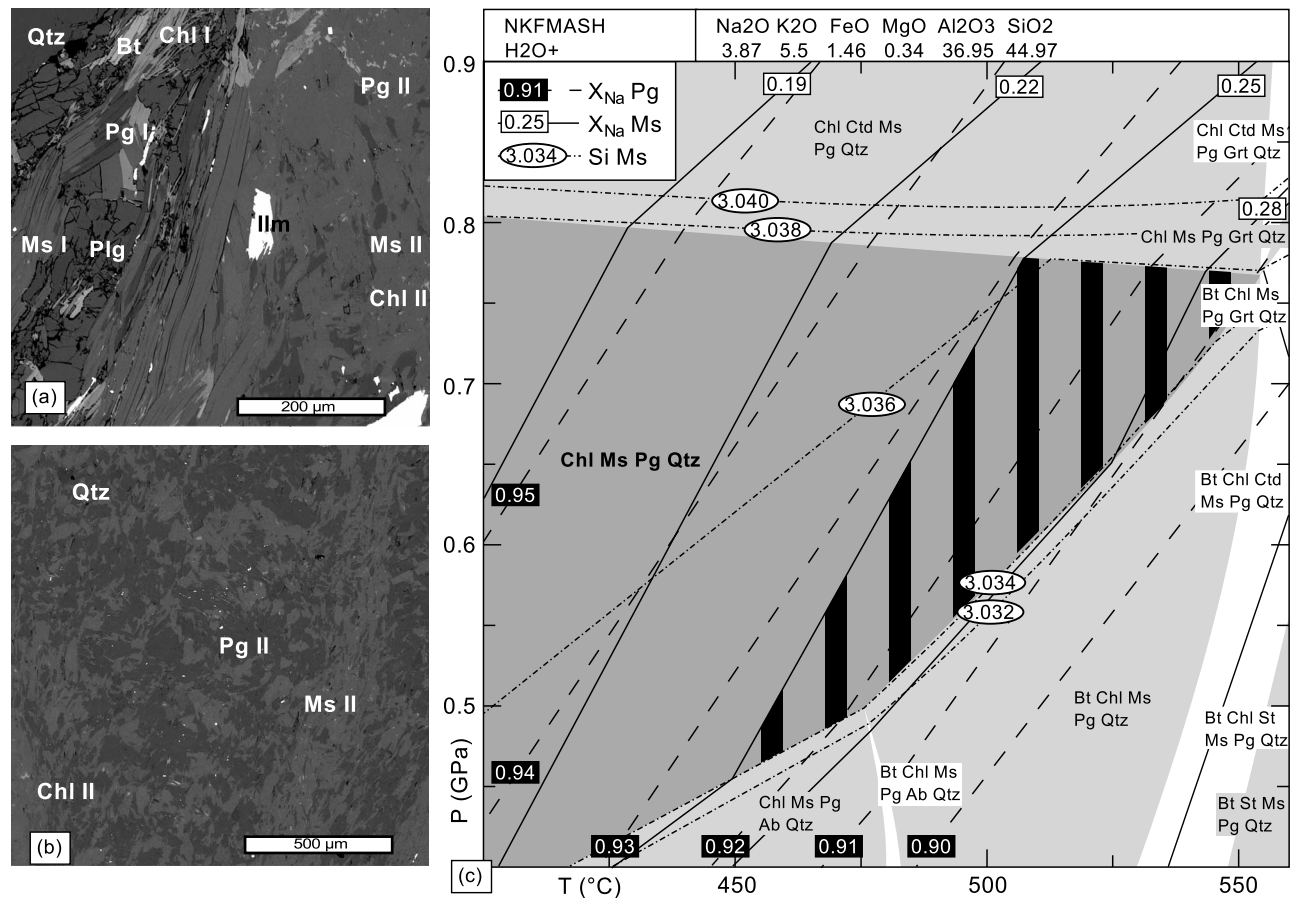 Qtz
Bt
Chl I
Pg II
Pg I
Ms I
Plg
Ilm
Ms II
Chl II
(a)
200 µm
Qtz
Pg II
Ms II
Chl II
(b)
500 µm
NKFMASH
H2O+
Na2O K2O FeO MgO Al2O3 SiO2
3.87 5.5 1.46 0.34 36.95 44.97
0.91 XNa Pg
0.25 XNa Ms
3.034 Si Ms
0.19
0.22
0.25
Chl Ctd Ms
Pg Qtz
Chl Ctd Ms
Pg Grt Qtz
3.040
0.28
3.038
Chl Ms Pg Grt Qtz
Bt Chl Ms
Pg Grt Qtz
3.036
Chl Ms Pg Qtz
0.95
Bt Chl Ctd
Ms Pg Qtz
3.034
3.032
Bt Chl Ms
Pg Qtz
Bt Chl St
Ms Pg Qtz
0.94
Bt Chl Ms
Pg Ab Qtz
Chl Ms Pg
Ab Qtz
Bt St Ms
Pg Qtz
0.93
0.92
0.91
0.90
0.9
0.8
0.7
0.6
0.5
P (GPa)
(c)
T (°C)
450
500
550